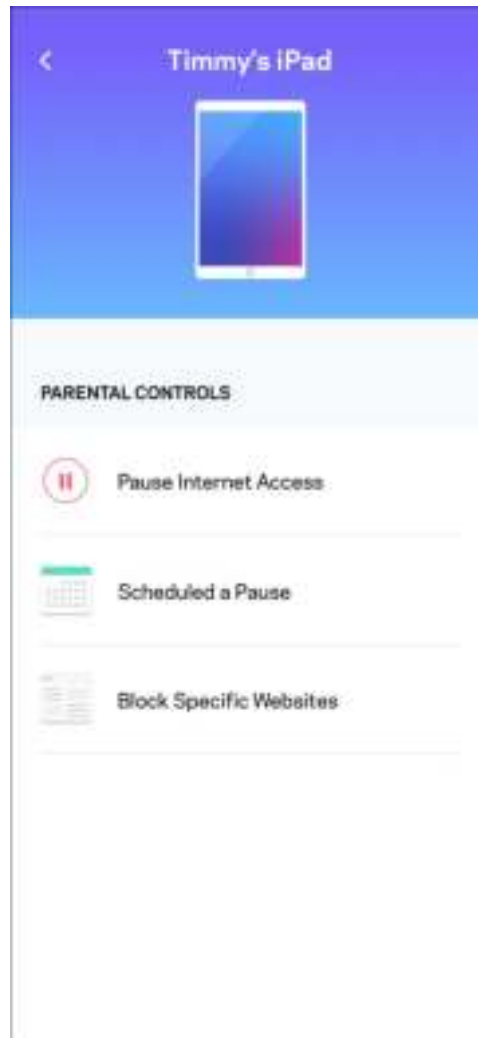 Timmy's iPad
PARENTAL CONTROLS
Pause Internet Access
Scheduled a Pause
Block Specific Websites